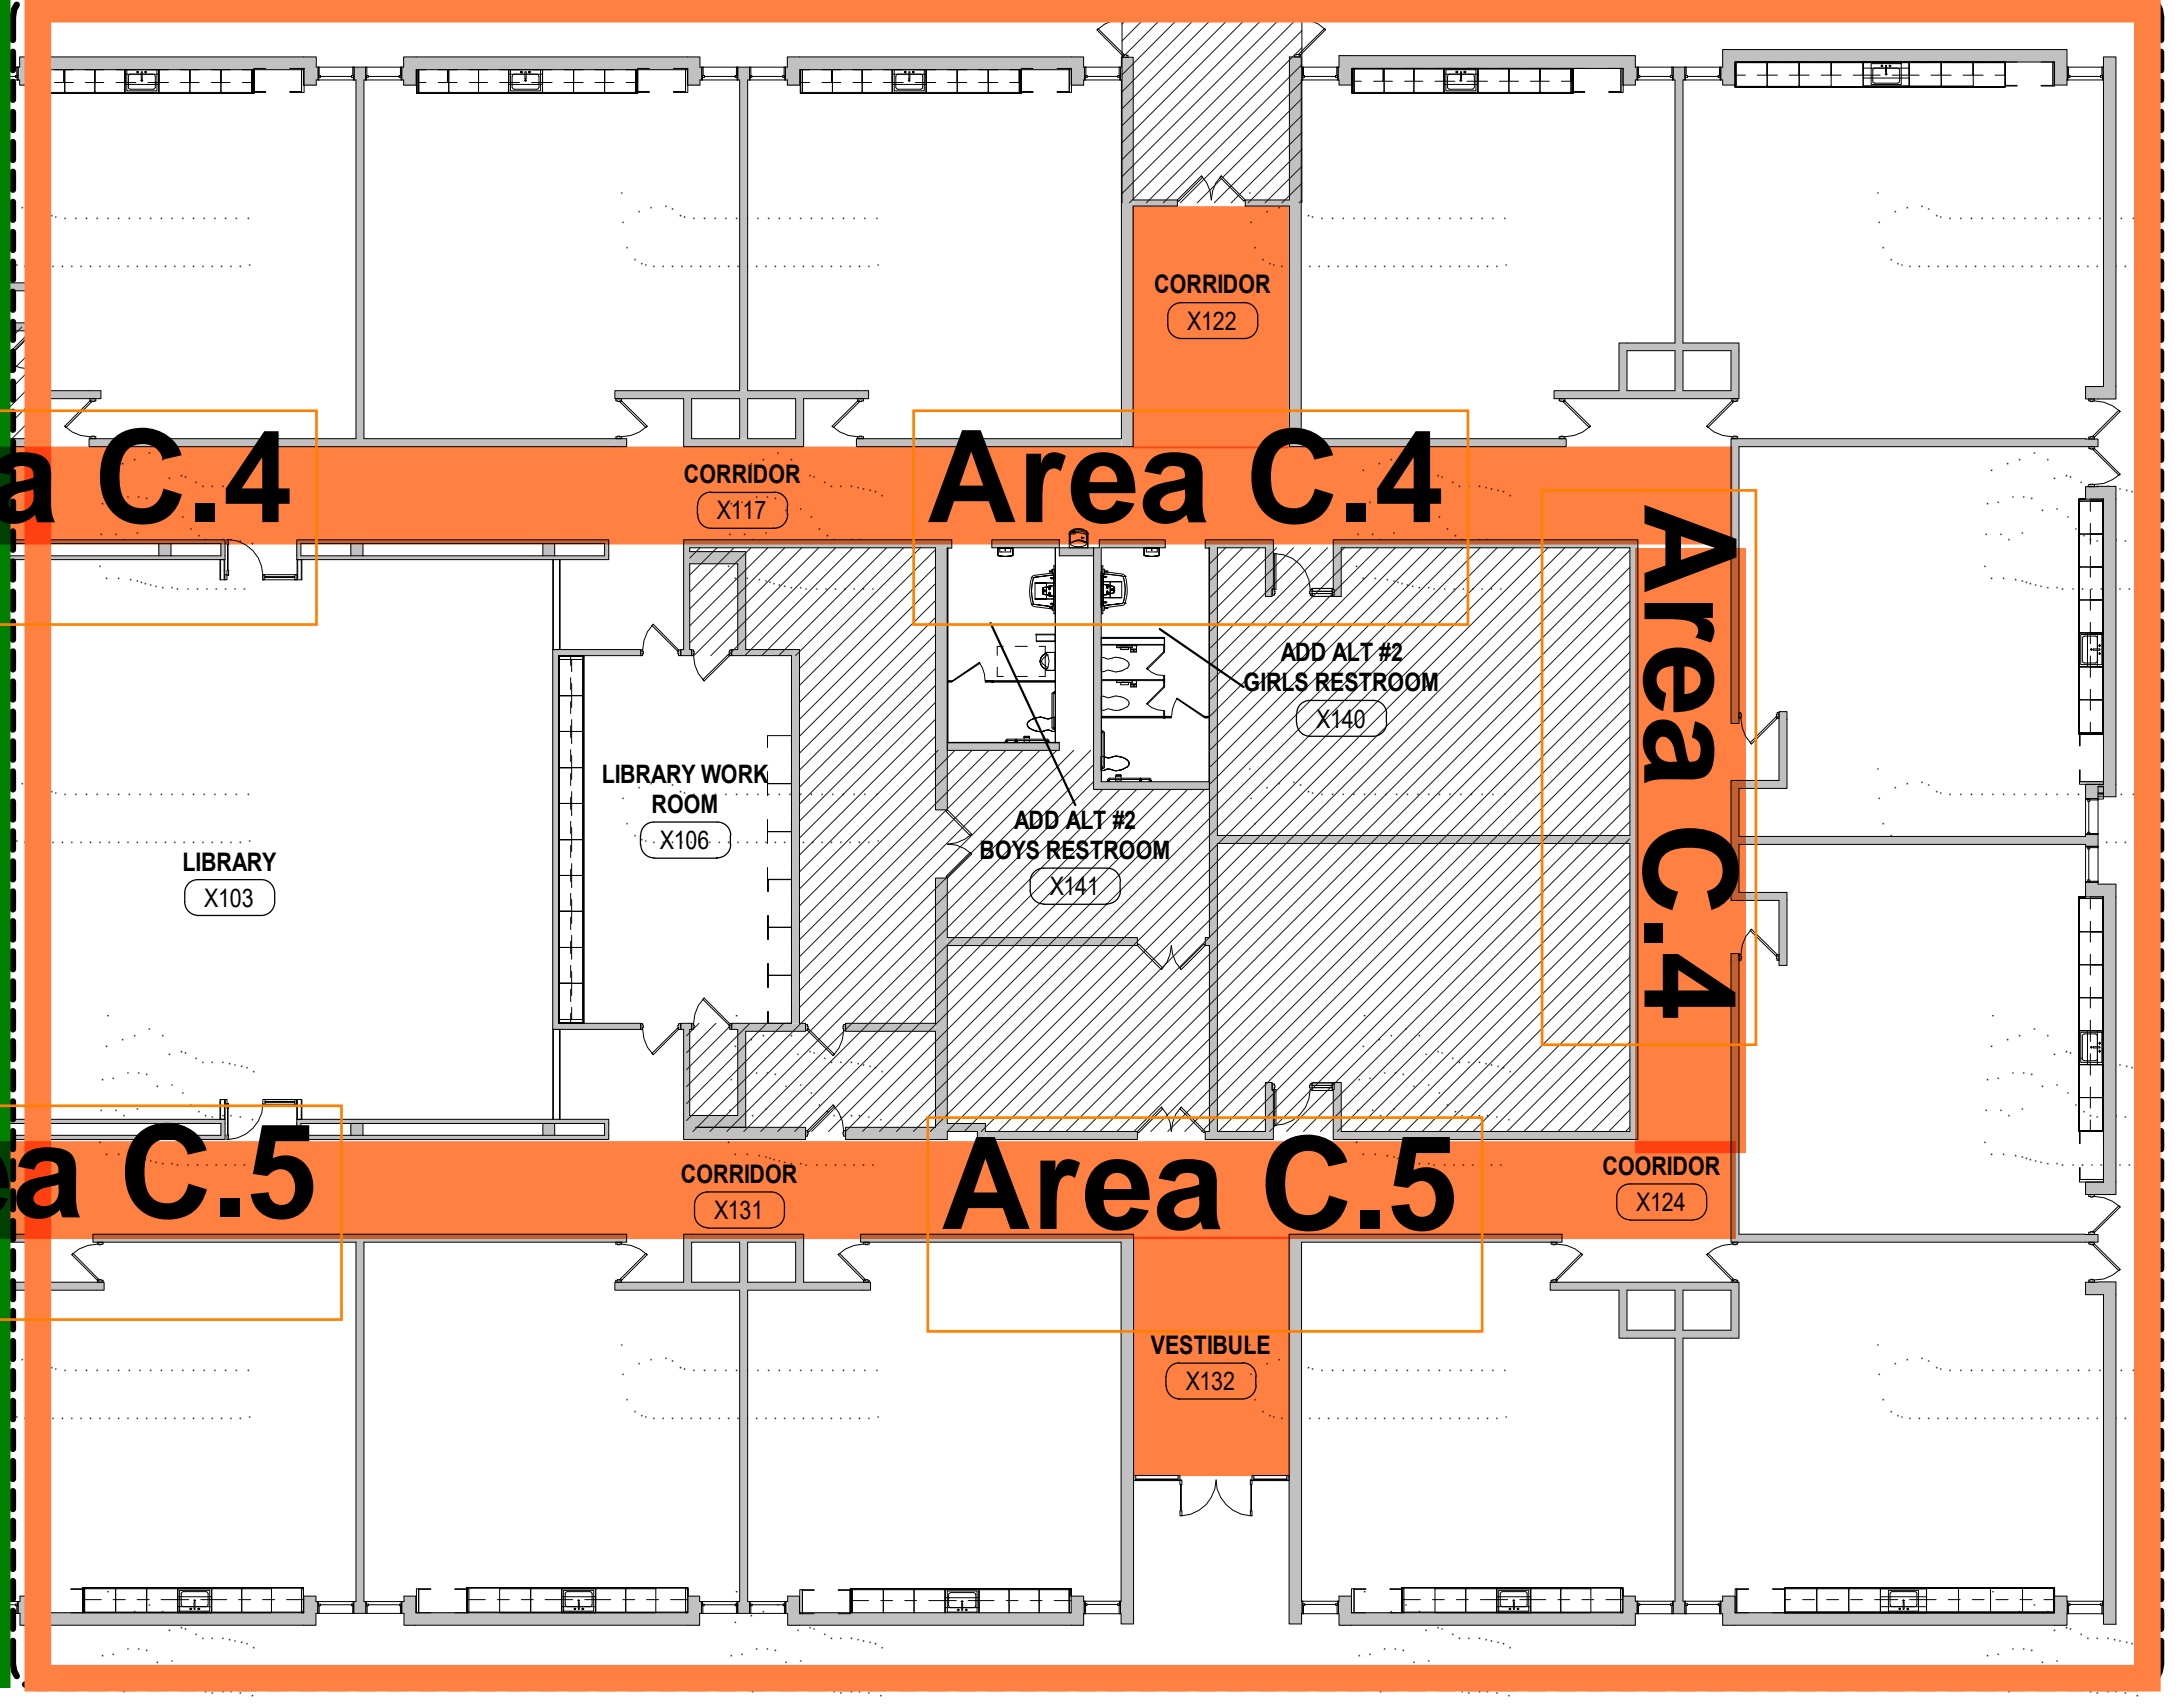 CORRIDOR
X122
a C.4
CORRIDOR
X117
Area C.4
Area C.4
ADD ALT #2
GIRLS RESTROOM
X140
LIBRARY WORK
ROOM
X106
ADD ALT #2
BOYS RESTROOM
X141
LIBRARY
X103
ea C.5
CORRIDOR
X131
Area C.5
COORIDOR
X124
VESTIBULE
X132